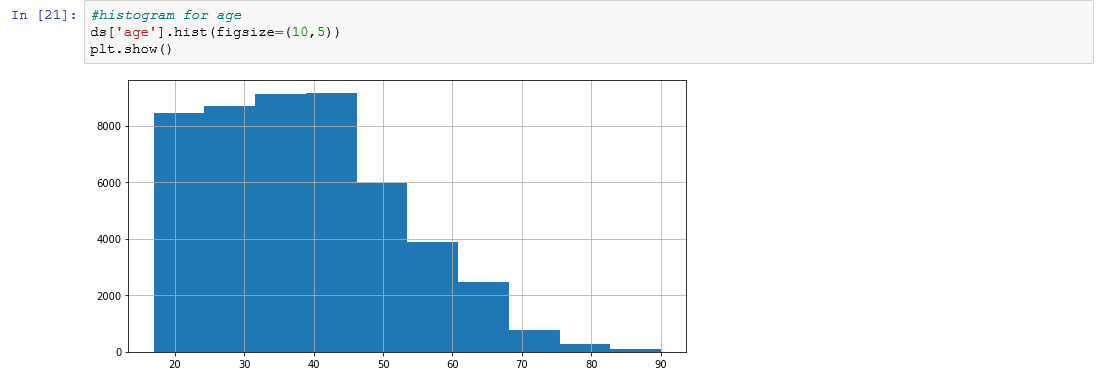 In [21]: #histogram for age
ds['age'].hist(figsize=(10,5))
plt.show()
8000
6000
4000
2000
0
20 30 40 50 60 70 80 90